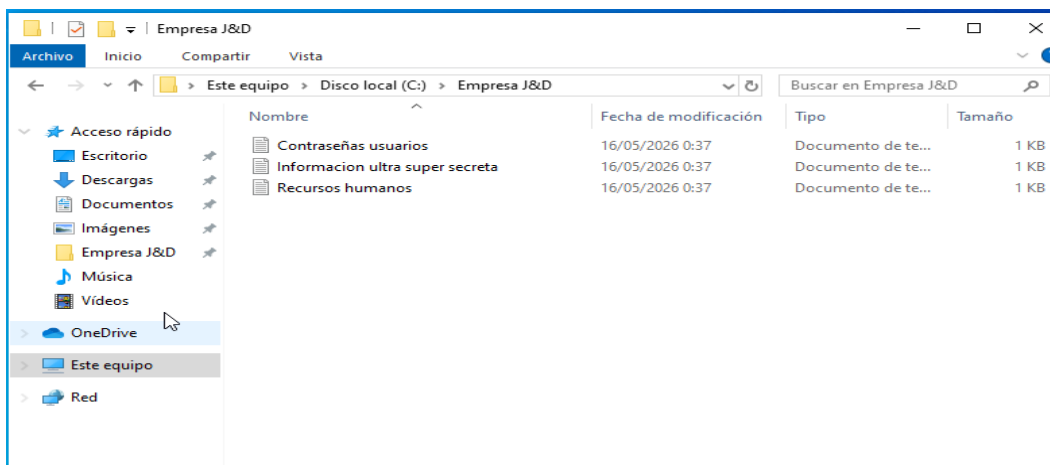 Empresa J&D
Archivo Inicio Compartir Vista
Este equipo > Disco local (C:) > Empresa J&D Buscar en Empresa J&D
Nombre Fecha de modificación Tipo Tamaño
Acceso rápido
Contraseñas usuarios 16/05/2026 0:37 Documento de te... 1 KB
Escritorio
Informacion ultra super secreta 16/05/2026 0:37 Documento de te... 1 KB
Descargas
Recursos humanos 16/05/2026 0:37 Documento de te... 1 KB
Documentos
Imágenes
Empresa J&D
Música
Vídeos
OneDrive
Este equipo
Red